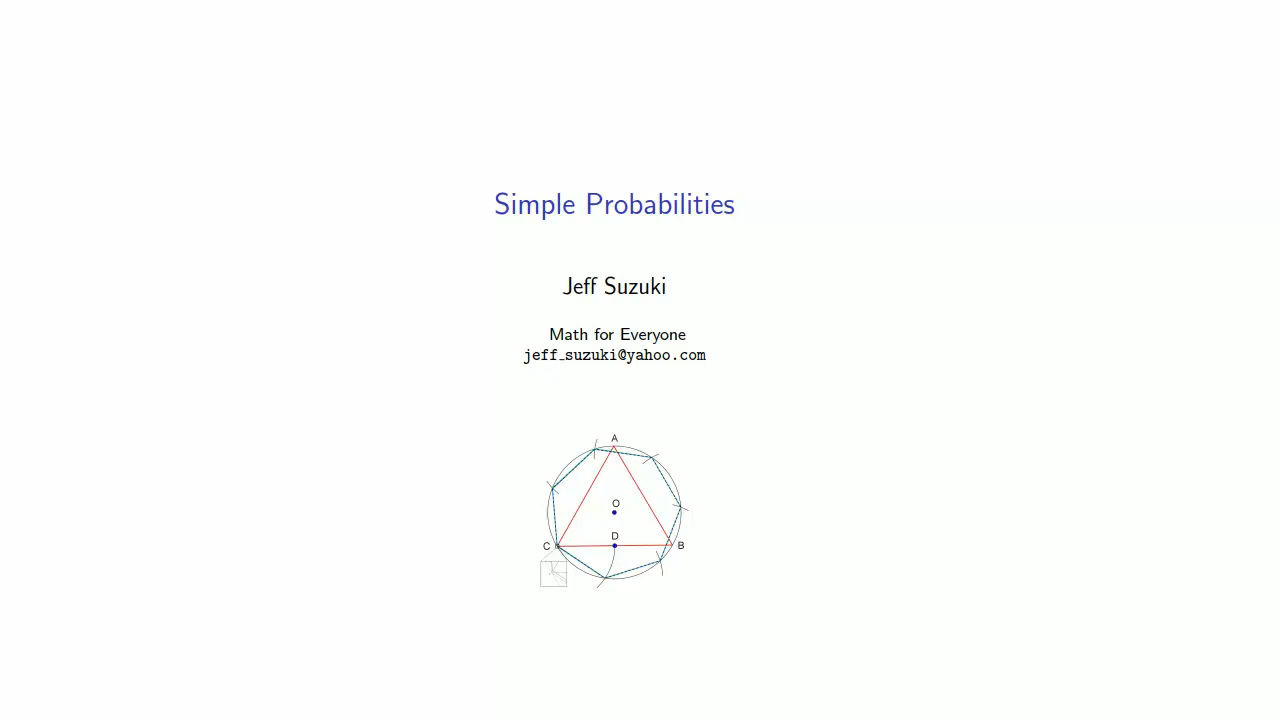 Simple Probabilities
Jeff Suzuki
Math for Everyone
jeff_suzuki@yahoo.com
A
O
D
C
B